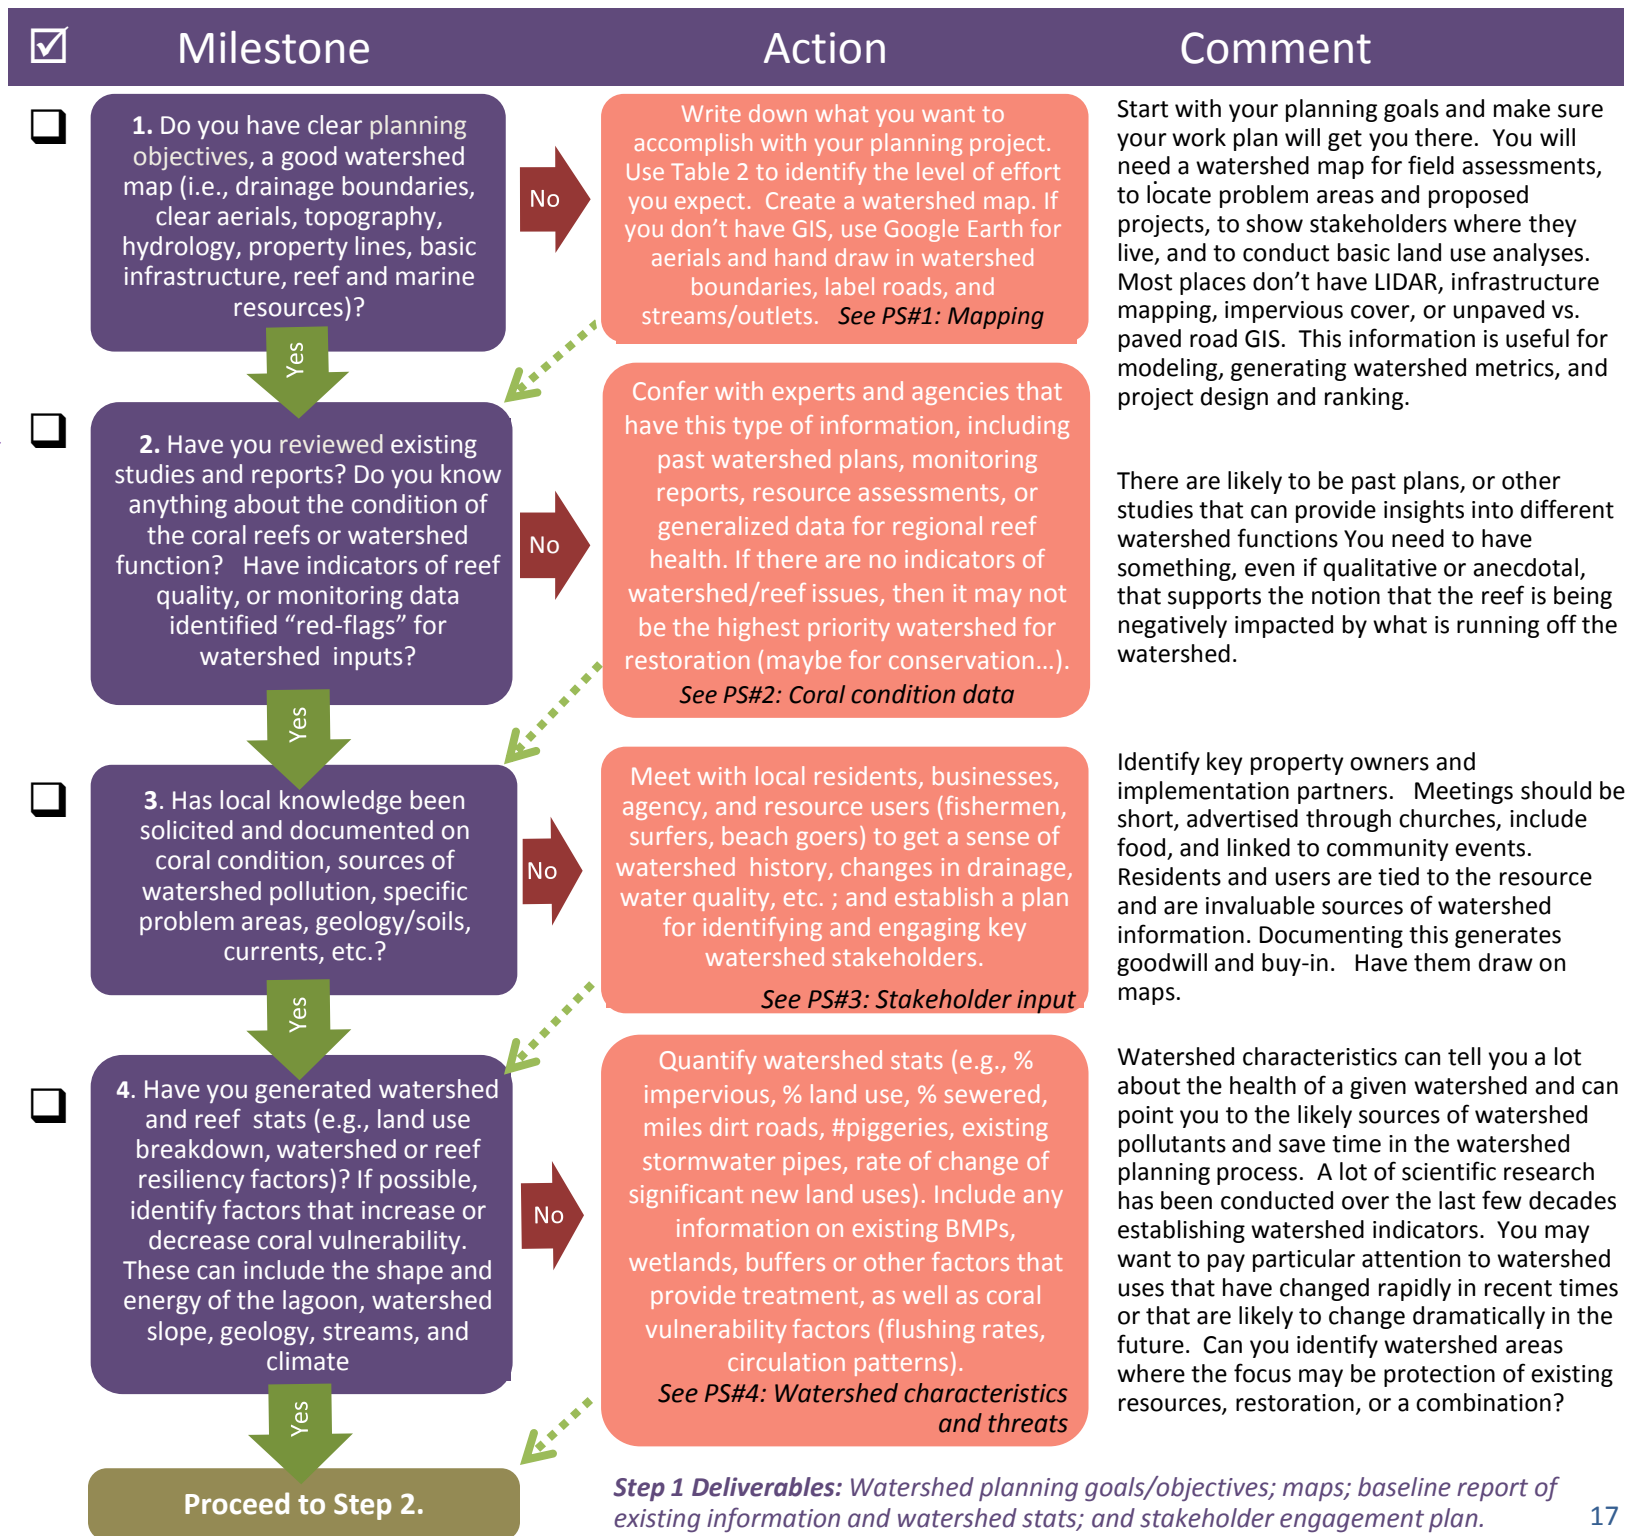 Milestone
Action
Comment
1. Do you have clear planning
objectives, a good watershed
map (i.e., drainage boundaries,
clear aerials, topography,
hydrology, property lines, basic
infrastructure, reef and marine
resources)?
No
Write down what you want to
accomplish with your planning project.
Use Table 2 to identify the level of effort
you expect.  Create a watershed map. If
you don’t have GIS, use Google Earth for
aerials and hand draw in watershed
boundaries, label roads, and
streams/outlets.   See PS#1: Mapping
Start with your planning goals and make sure
your work plan will get you there.  You will
need a watershed map for field assessments,
to locate problem areas and proposed
projects, to show stakeholders where they
live, and to conduct basic land use analyses.
Most places don’t have LIDAR, infrastructure
mapping, impervious cover, or unpaved vs.
paved road GIS.  This information is useful for
modeling, generating watershed metrics, and
project design and ranking.
Yes
2. Have you reviewed existing
studies and reports? Do you know
anything about the condition of
the coral reefs or watershed
function?   Have indicators of reef
quality, or monitoring data
identified “red-flags” for
watershed  inputs?
No
Confer with experts and agencies that
have this type of information, including
past watershed plans, monitoring
reports, resource assessments, or
generalized data for regional reef
health. If there are no indicators of
watershed/reef issues, then it may not
be the highest priority watershed for
restoration (maybe for conservation…).
See PS#2: Coral condition data
There are likely to be past plans, or other
studies that can provide insights into different
watershed functions You need to have
something, even if qualitative or anecdotal,
that supports the notion that the reef is being
negatively impacted by what is running off the
watershed.
Yes
3. Has local knowledge been
solicited and documented on
coral condition, sources of
watershed pollution, specific
problem areas, geology/soils,
currents, etc.?
No
Meet with local residents, businesses,
agency, and resource users (fishermen,
surfers, beach goers) to get a sense of
watershed  history, changes in drainage,
water quality, etc. ; and establish a plan
for identifying and engaging key
watershed stakeholders.
See PS#3: Stakeholder input
Identify key property owners and
implementation partners.   Meetings should be
short, advertised through churches, include
food, and linked to community events.
Residents and users are tied to the resource
and are invaluable sources of watershed
information. Documenting this generates
goodwill and buy-in.   Have them draw on
maps.
Yes
4. Have you generated watershed
and reef  stats (e.g., land use
breakdown, watershed or reef
resiliency factors)? If possible,
identify factors that increase or
decrease coral vulnerability.
These can include the shape and
energy of the lagoon, watershed
slope, geology, streams, and
climate
No
Quantify watershed stats (e.g., %
impervious, % land use, % sewered,
miles dirt roads, #piggeries, existing
stormwater pipes, rate of change of
significant new land uses). Include any
information on existing BMPs,
wetlands, buffers or other factors that
provide treatment, as well as coral
vulnerability factors (flushing rates,
circulation patterns).
See PS#4: Watershed characteristics
and threats
Watershed characteristics can tell you a lot
about the health of a given watershed and can
point you to the likely sources of watershed
pollutants and save time in the watershed
planning process.  A lot of scientific research
has been conducted over the last few decades
establishing watershed indicators.  You may
want to pay particular attention to watershed
uses that have changed rapidly in recent times
or that are likely to change dramatically in the
future.  Can you identify watershed areas
where the focus may be protection of existing
resources, restoration, or a combination?
Yes
Proceed to Step 2.
Step 1 Deliverables: Watershed planning goals/objectives; maps; baseline report of
existing information and watershed stats; and stakeholder engagement plan.
17